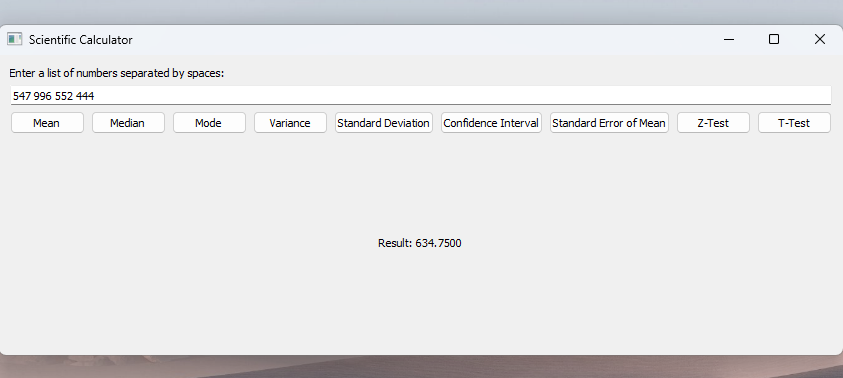 Scientific Calculator
Enter a list of numbers separated by spaces:
547 996 552 444
Mean Median Mode Variance Standard Deviation Confidence Interval Standard Error of Mean Z-Test T-Test
Result: 634.7500